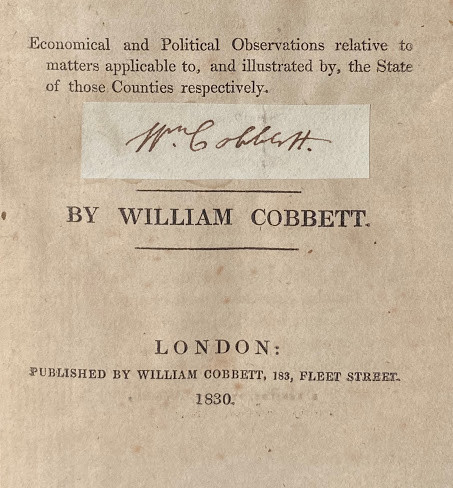 Economical and Political Observations relative to
matters applicable to, and illustrated by, the State
of those Counties respectively.
Wm. Cobbett.
BY WILLIAM COBBETT.
LONDON:
PUBLISHED BY WILLIAM COBBETT, 183, FLEET STREET.
1830.